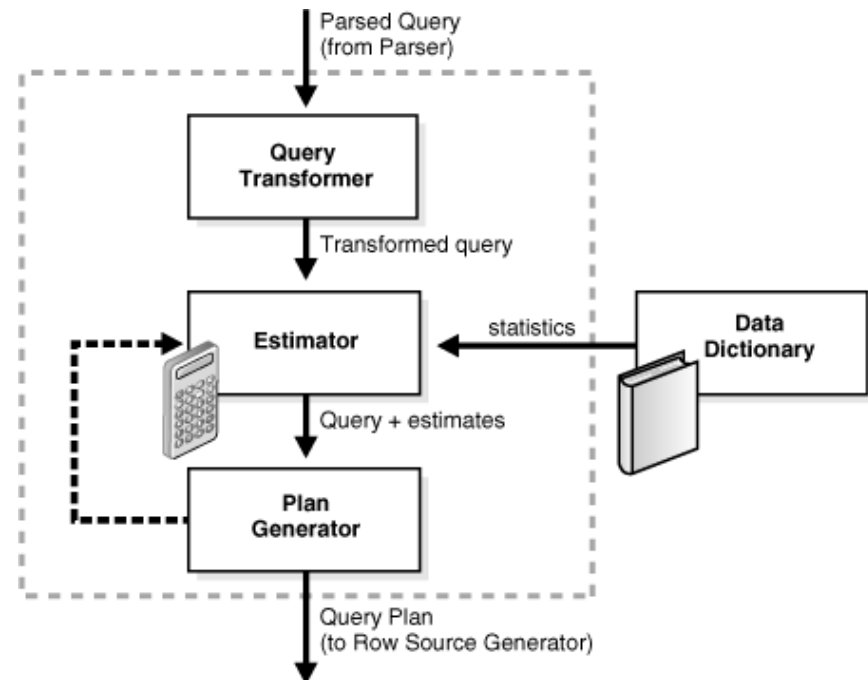 Parsed Query
(from Parser)
Query
Transformer
Transformed query
Estimator
statistics
Data
Dictionary
Query + estimates
Plan
Generator
Query Plan
(to Row Source Generator)